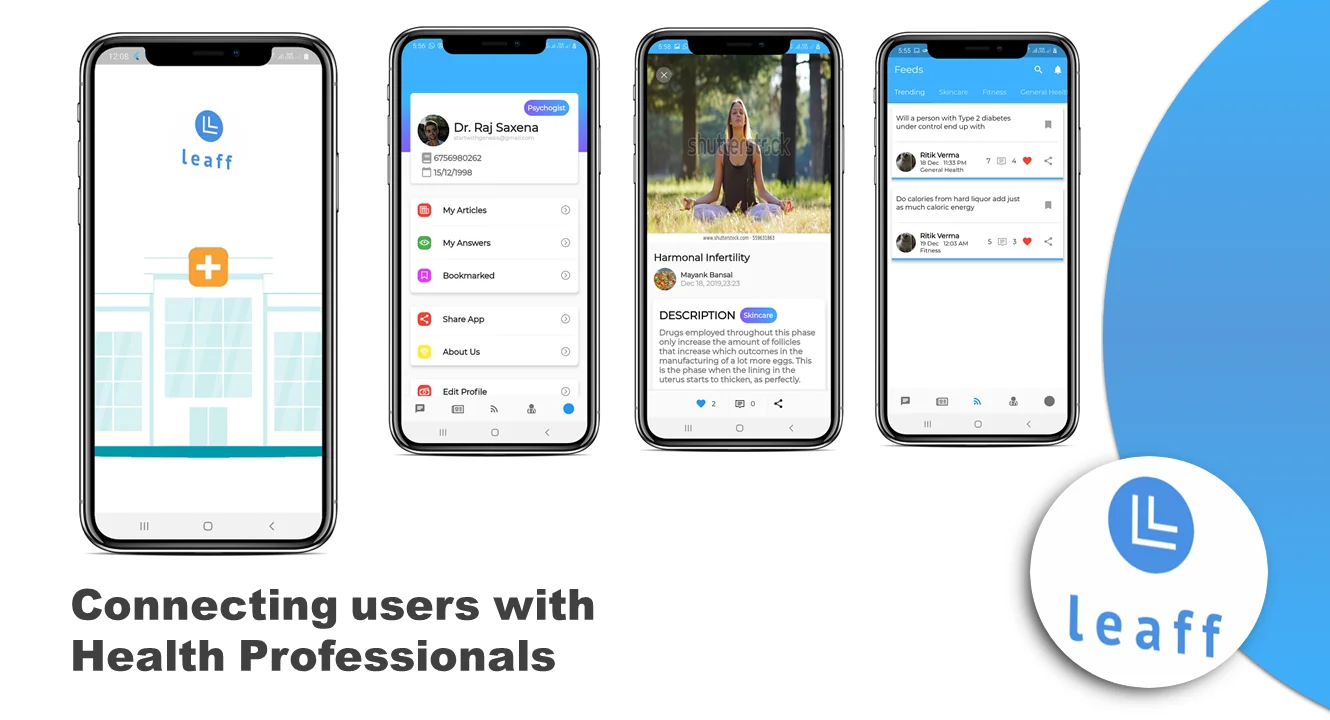 12:08
leaff
5:56
Psychogist
Dr. Raj Saxena
startwithgenesis@gmail.com
6756980262
15/12/1998
My Articles
My Answers
Bookmarked
Share App
About Us
Edit Profile
5:58
shutterstock
www.shutterstock.com · 559631863
Harmonal Infertility
Mayank Bansal
Dec 18, 2019,23:23
DESCRIPTION Skincare
Drugs employed throughout this phase
only increase the amount of follicles
that increase which outcomes in the
manufacturing of a lot more eggs. This
is the phase when the lining in the
uterus starts to thicken, as perfectly.
2 0
5:55
Feeds
Trending Skincare Fitness General Health
Will a person with Type 2 diabetes
under control end up with
Ritik Verma
18 Dec 11:33 PM
General Health
7 4
Do calories from hard liquor add just
as much caloric energy
Ritik Verma
19 Dec 12:03 AM
Fitness
5 3
Connecting users with
Health Professionals
leaff